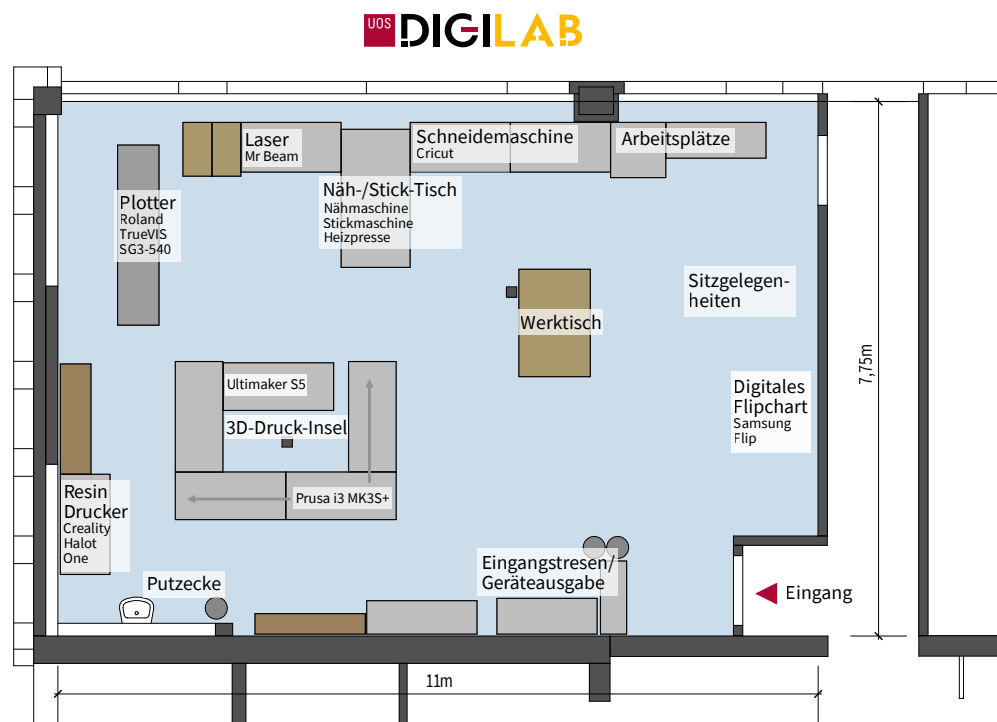 UOS DIGILAB
Laser
Mr Beam
Schneidemaschine
Cricut
Arbeitsplätze
Plotter
Roland
TrueVIS
SG3-540
Näh-/Stick-Tisch
Nähmaschine
Stickmaschine
Heizpresse
Sitzgelegen-
heiten
Werktisch
7,75m
Ultimaker S5
3D-Druck-Insel
Prusa i3 MK3S+
Digitales
Flipchart
Samsung
Flip
Resin
Drucker
Creality
Halot
One
Putzecke
Eingangstresen/
Geräteausgabe
Eingang
11m